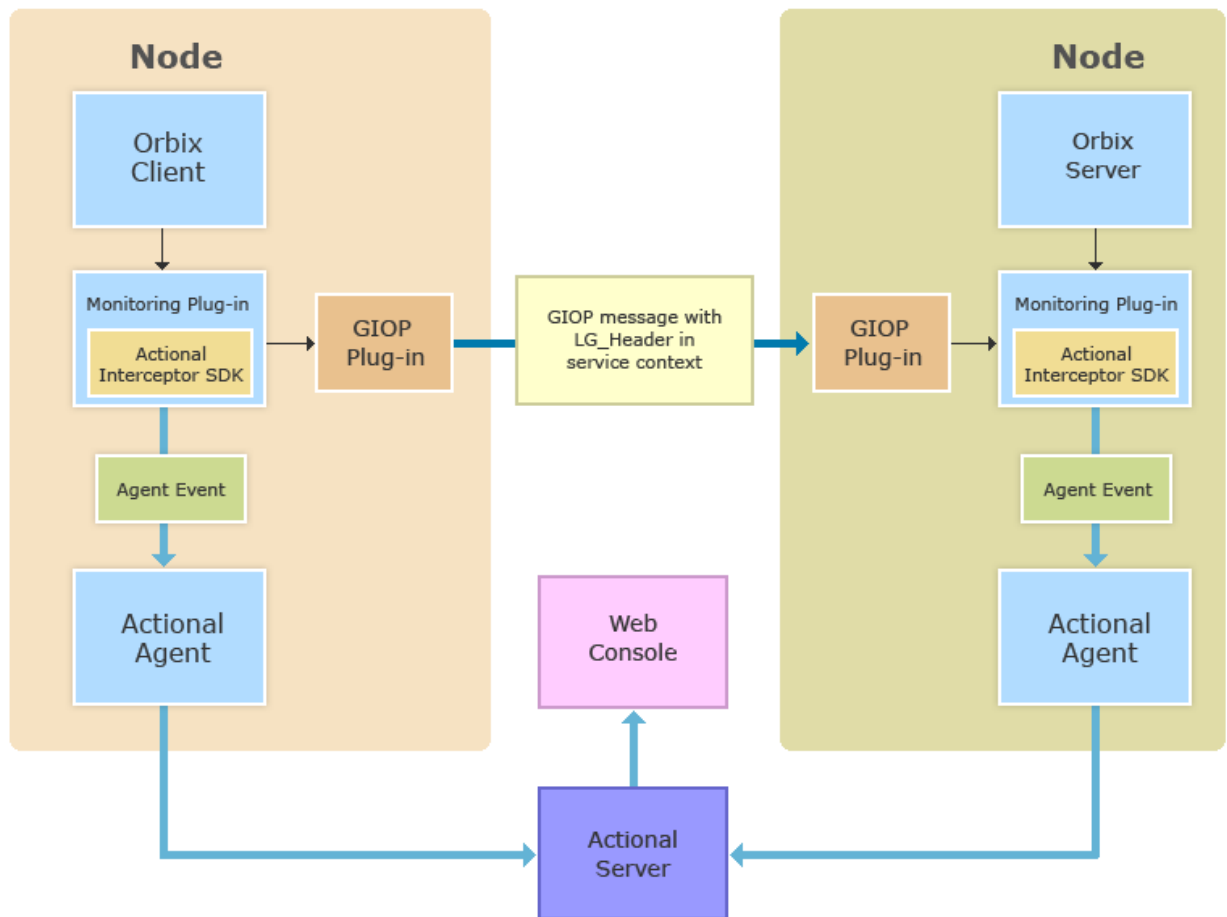 Node
Orbix
Client
Monitoring Plug-in
Actional
Interceptor SDK
GIOP
Plug-in
Agent Event
Actional
Agent
GIOP message with
LG_Header in
service context
Node
Orbix
Server
GIOP
Plug-in
Monitoring Plug-in
Actional
Interceptor SDK
Agent Event
Actional
Agent
Web
Console
Actional
Server